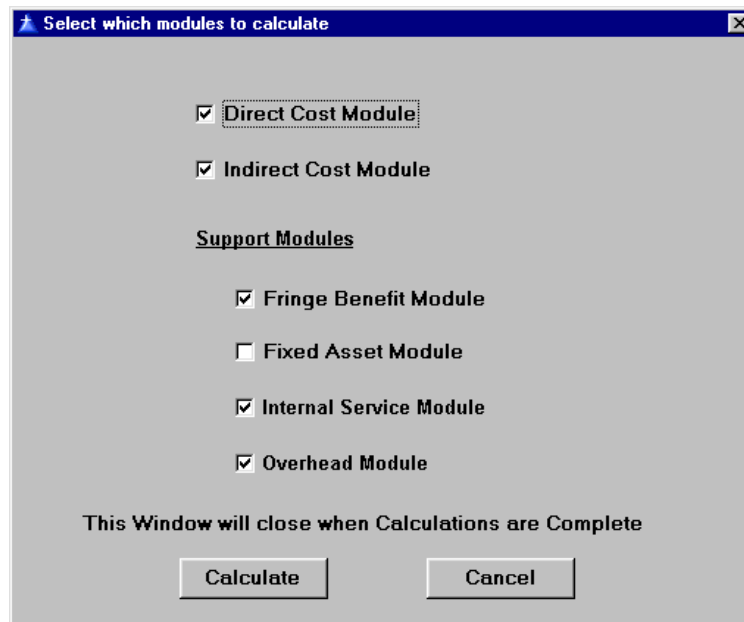 Select which modules to calculate
Direct Cost Module
Indirect Cost Module
Support Modules
Fringe Benefit Module
Fixed Asset Module
Internal Service Module
Overhead Module
This Window will close when Calculations are Complete
Calculate Cancel